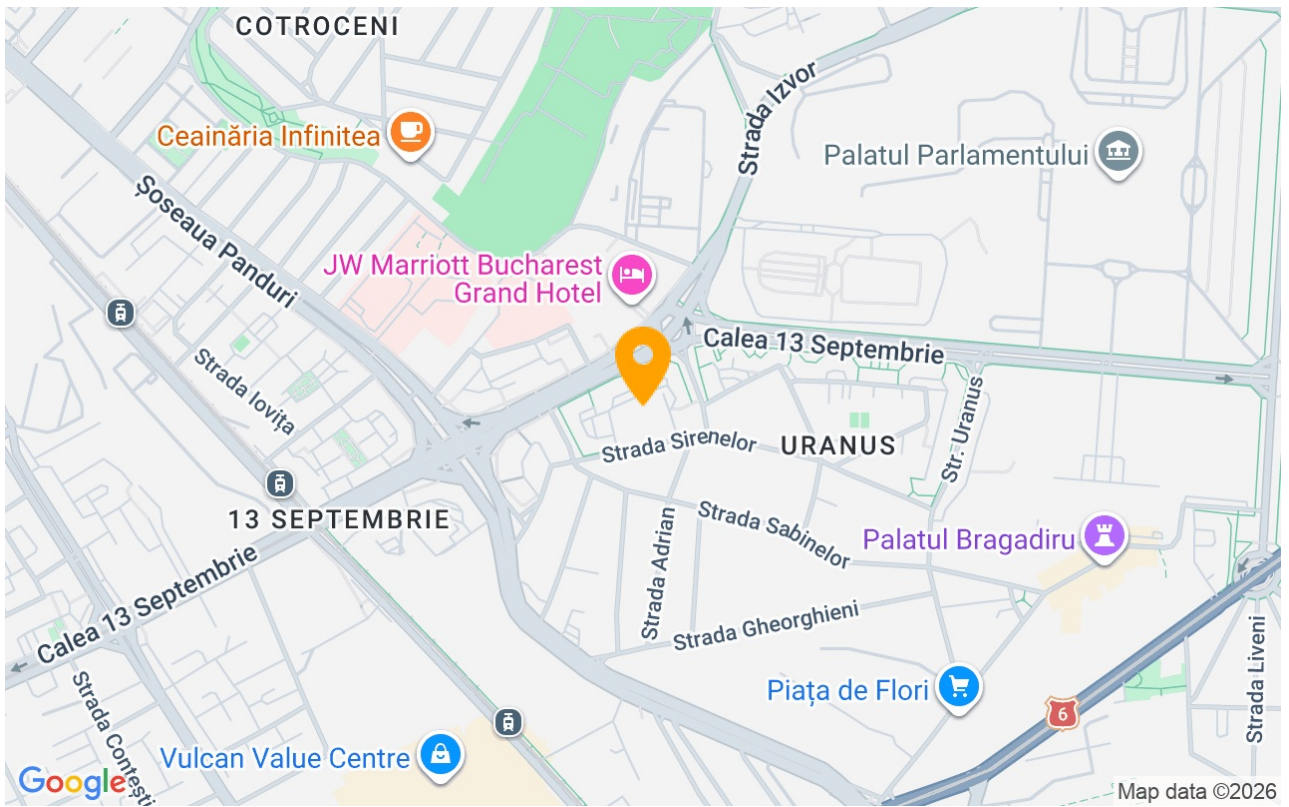 COTROCENI
Strada Izvor
Ceainăria Infinitea
Palatul Parlamentului
Șoseaua Panduri
JW Marriott Bucharest
Grand Hotel
Calea 13 Septembrie
Strada Iovița
Str. Uranus
Strada Sirenelor
URANUS
13 SEPTEMBRIE
Strada Sabinelor
Palatul Bragadiru
Strada Adrian
Calea 13 Septembrie
Strada Gheorghieni
Strada Liveni
Piața de Flori
6
Strada Contești
Vulcan Value Centre
Google
Map data ©2026